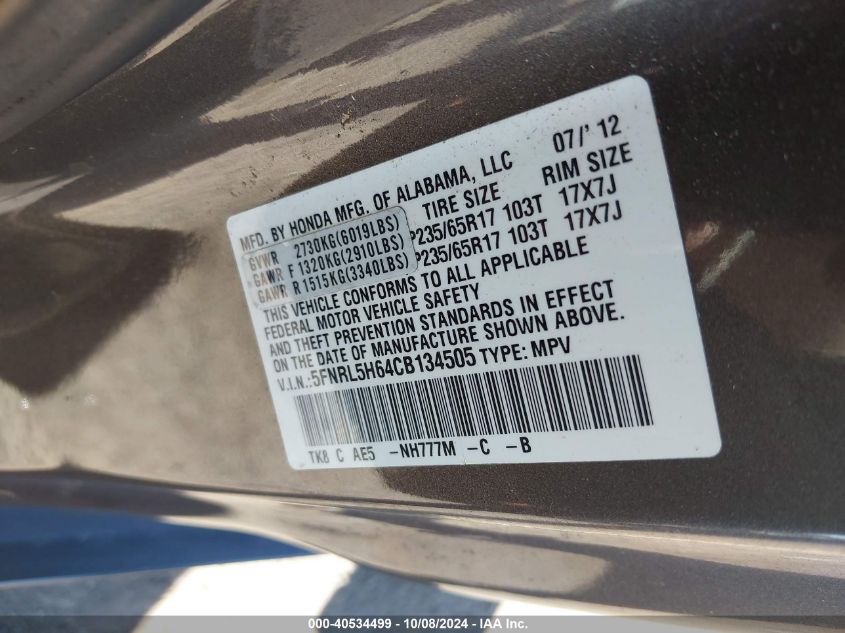 MFD. BY HONDA MFG. OF ALABAMA, LLC 07/' 12
TIRE SIZE RIM SIZE
GVWR 2730KG(6019LBS)
GAWR F 1320KG(2910LBS) P235/65R17 103T 17X7J
GAWR R 1515KG(3340LBS) P235/65R17 103T 17X7J
THIS VEHICLE CONFORMS TO ALL APPLICABLE
FEDERAL MOTOR VEHICLE SAFETY
AND THEFT PREVENTION STANDARDS IN EFFECT
ON THE DATE OF MANUFACTURE SHOWN ABOVE.
V.I.N.:5FNRL5H64CB134505 TYPE: MPV
TK8 C AE5 -NH777M -C -B
000-40534499 - 10/08/2024 - IAA Inc.